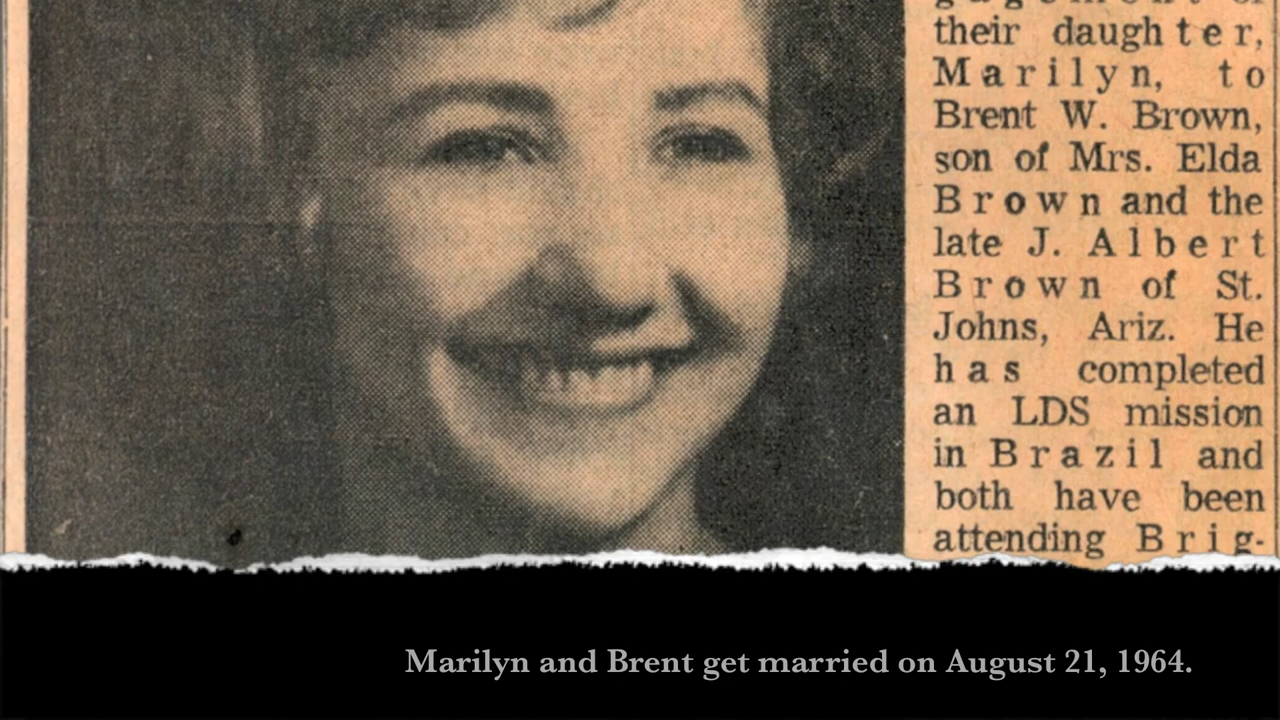 their daughter,
Marilyn, to
Brent W. Brown,
son of Mrs. Elda
Brown and the
late J. Albert
Brown of St.
Johns, Ariz. He
has completed
an LDS mission
in Brazil and
both have been
attending Brig-
Marilyn and Brent get married on August 21, 1964.